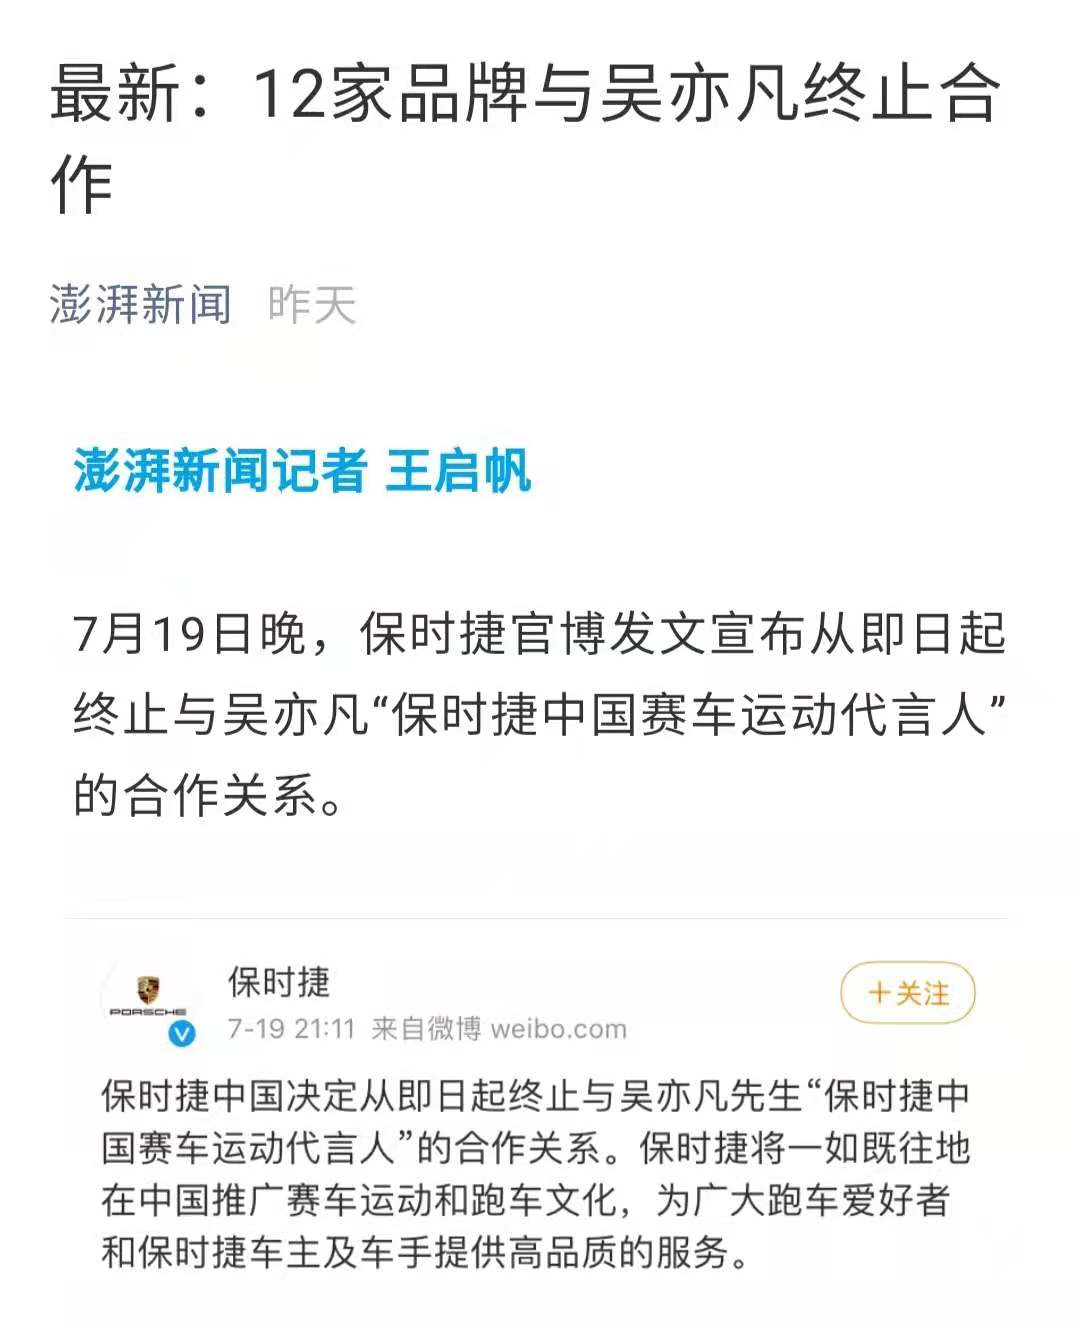 最新：12家品牌与吴亦凡终止合
作
澎湃新闻 昨天
澎湃新闻记者 王启帆
7月19日晚，保时捷官博发文宣布从即日起
终止与吴亦凡“保时捷中国赛车运动代言人”
的合作关系。
保时捷
＋关注
PORSCHE
7-19 21:11 来自微博 weibo.com
保时捷中国决定从即日起终止与吴亦凡先生“保时捷中
国赛车运动代言人”的合作关系。保时捷将一如既往地
在中国推广赛车运动和跑车文化，为广大跑车爱好者
和保时捷车主及车手提供高品质的服务。